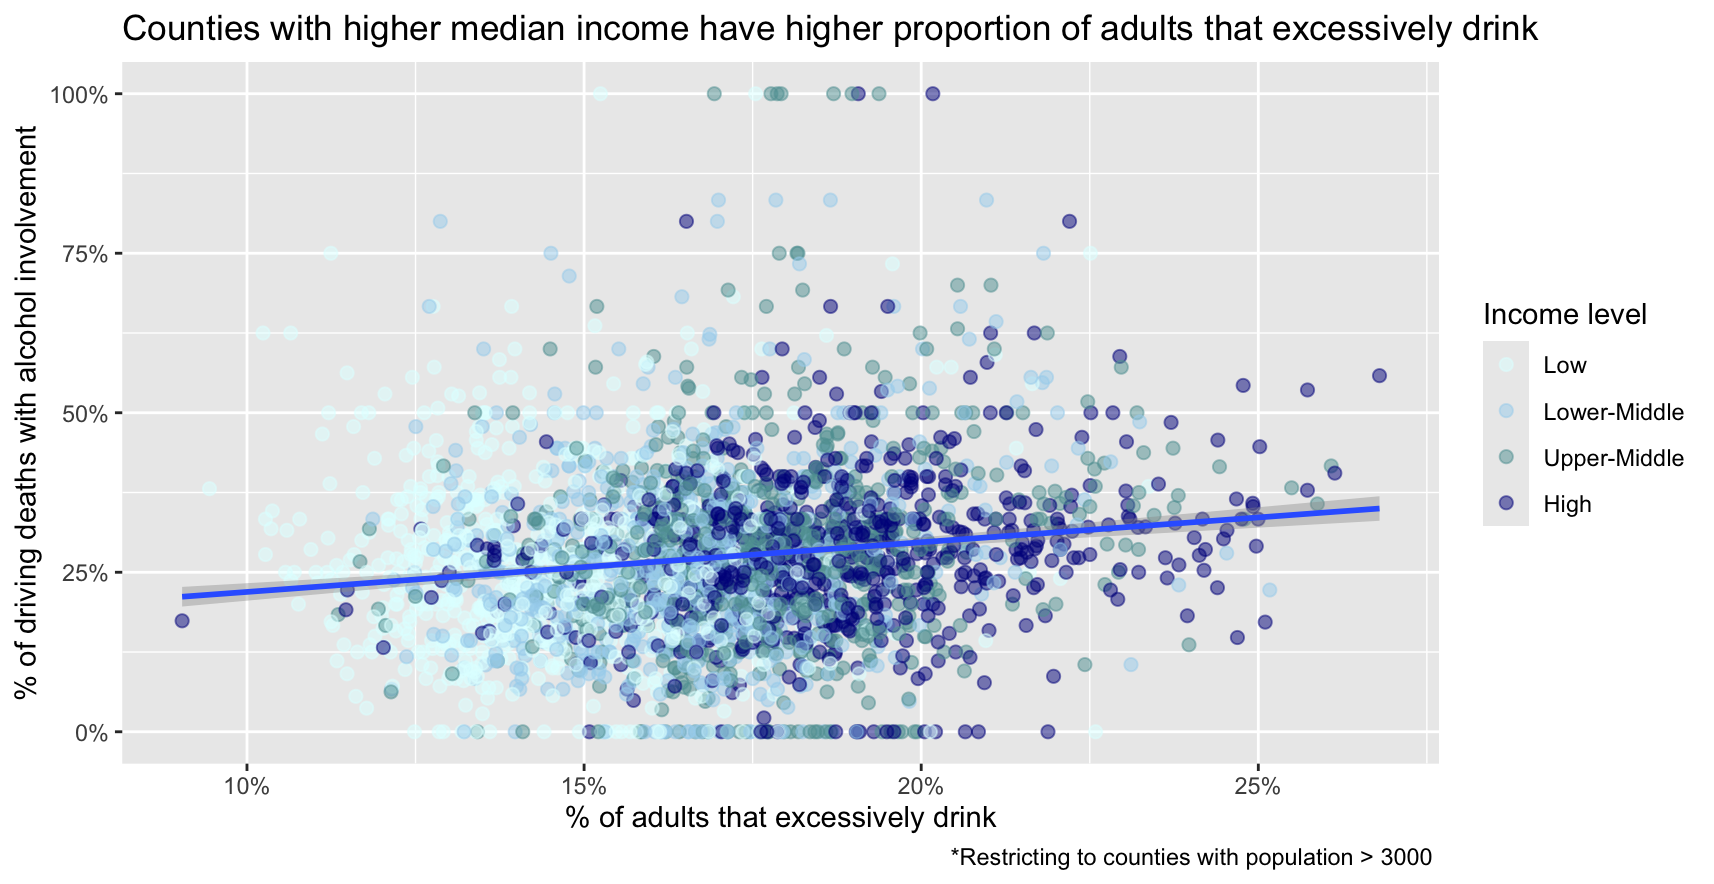 Counties with higher median income have higher proportion of adults that excessively drink
% of driving deaths with alcohol involvement
100%
75%
50%
25%
0%
10%
15%
20%
25%
% of adults that excessively drink
*Restricting to counties with population > 3000
Income level
Low
Lower-Middle
Upper-Middle
High